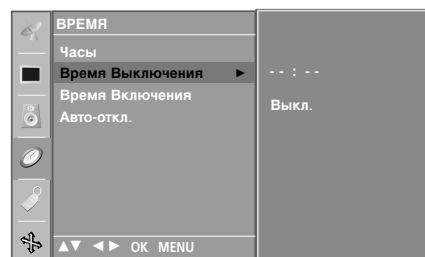 ВРЕМЯ
Часы
Время Выключения ►
Время Включения
Авто-откл.
- - : - -
Выкл.
▲▼ ◄► OK MENU